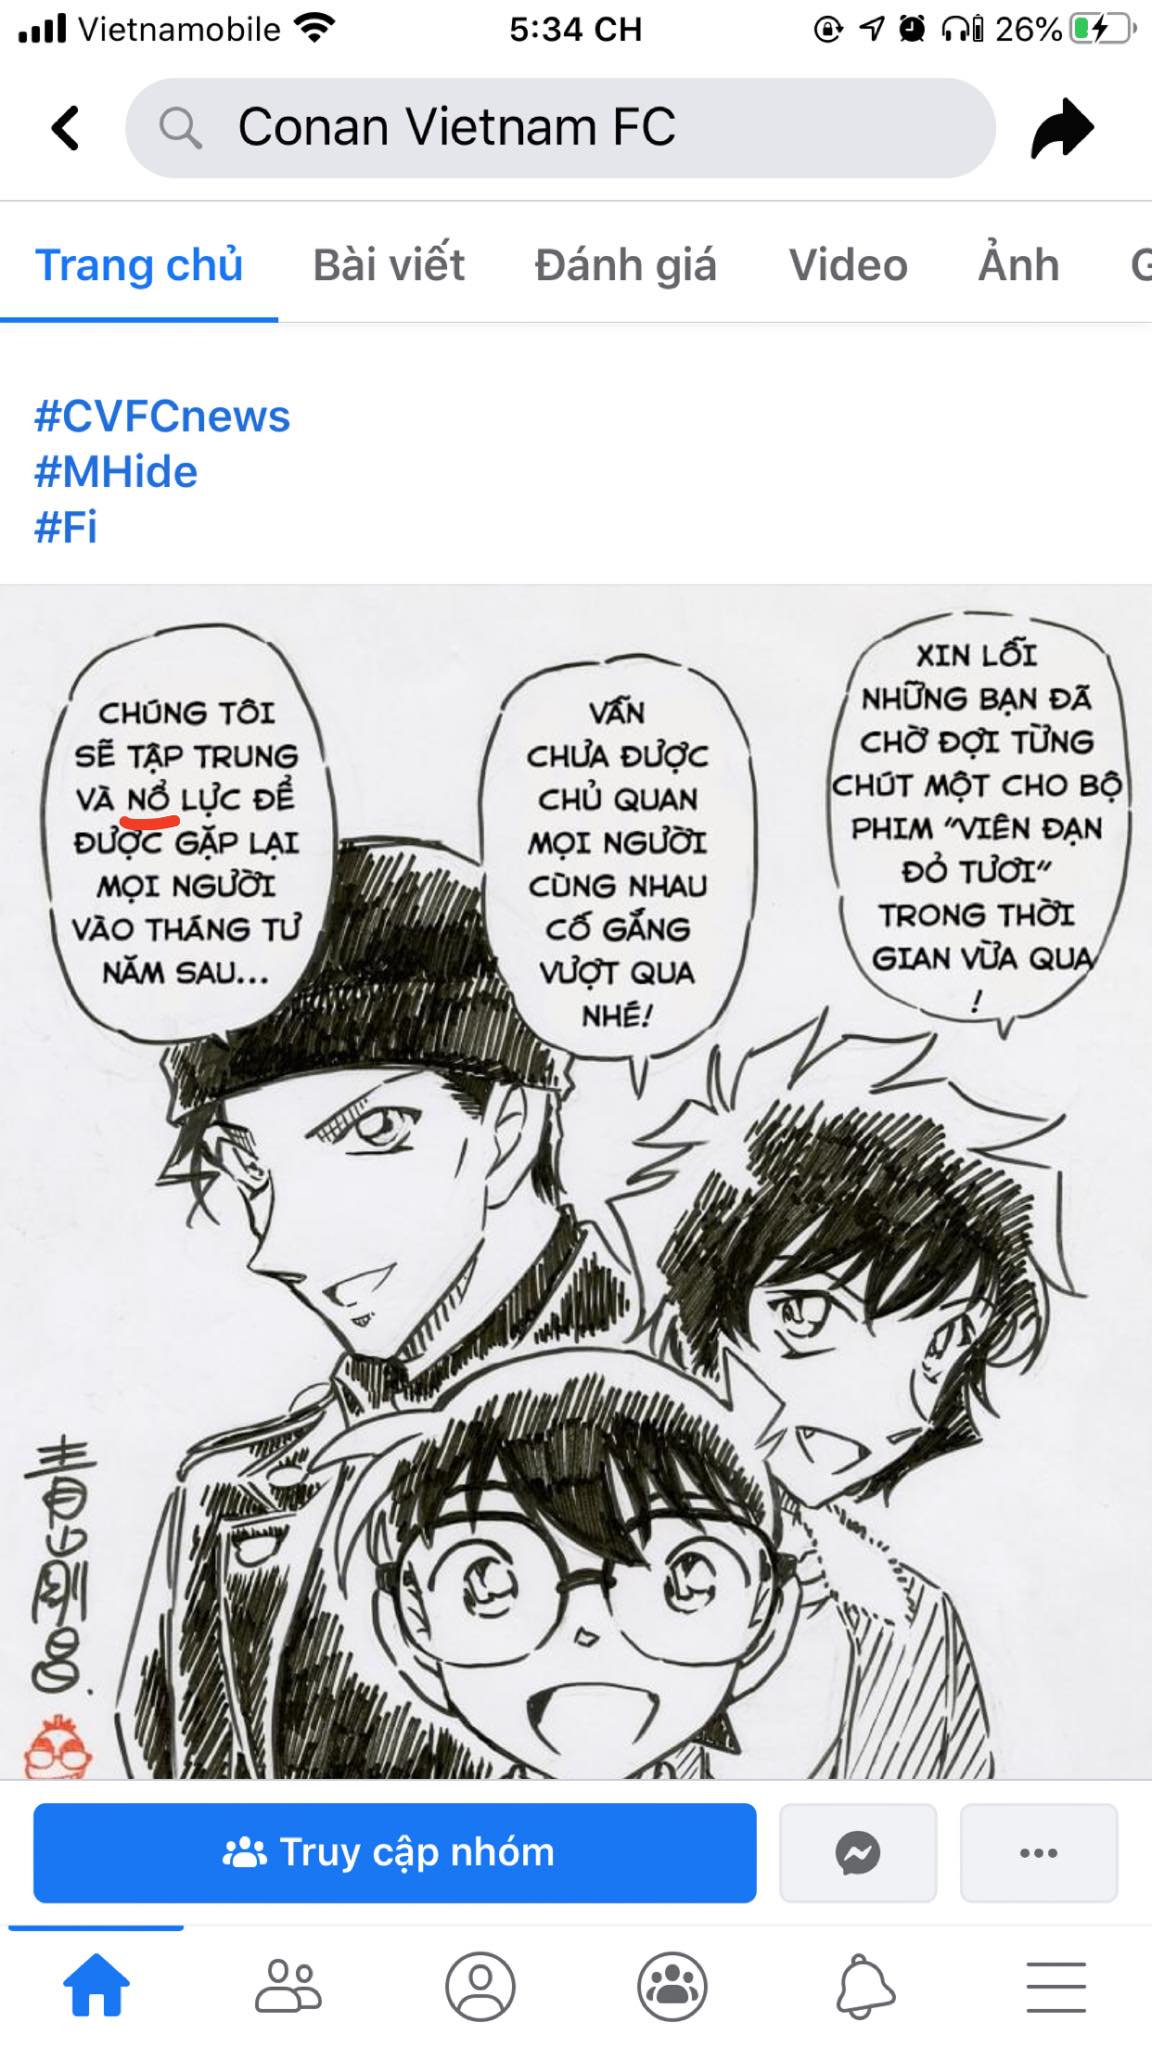 Vietnamobile 5:34 CH 26%
Conan Vietnam FC
Trang chủ Bài viết Đánh giá Video Ảnh G
#CVFCnews
#MHide
#Fi
XIN LỖI
NHỮNG BẠN ĐÃ
CHỜ ĐỢI TỪNG
CHÚT MỘT CHO BỘ
PHIM "VIÊN ĐẠN
ĐỎ TƯƠI"
TRONG THỜI
GIAN VỪA QUA
!
VẪN
CHƯA ĐƯỢC
CHỦ QUAN
MỌI NGƯỜI
CÙNG NHAU
CỐ GẮNG
VƯỢT QUA
NHÉ!
CHÚNG TÔI
SẼ TẬP TRUNG
VÀ NỔ LỰC ĐỂ
ĐƯỢC GẶP LẠI
MỌI NGƯỜI
VÀO THÁNG TƯ
NĂM SAU...
青山剛昌.
Truy cập nhóm